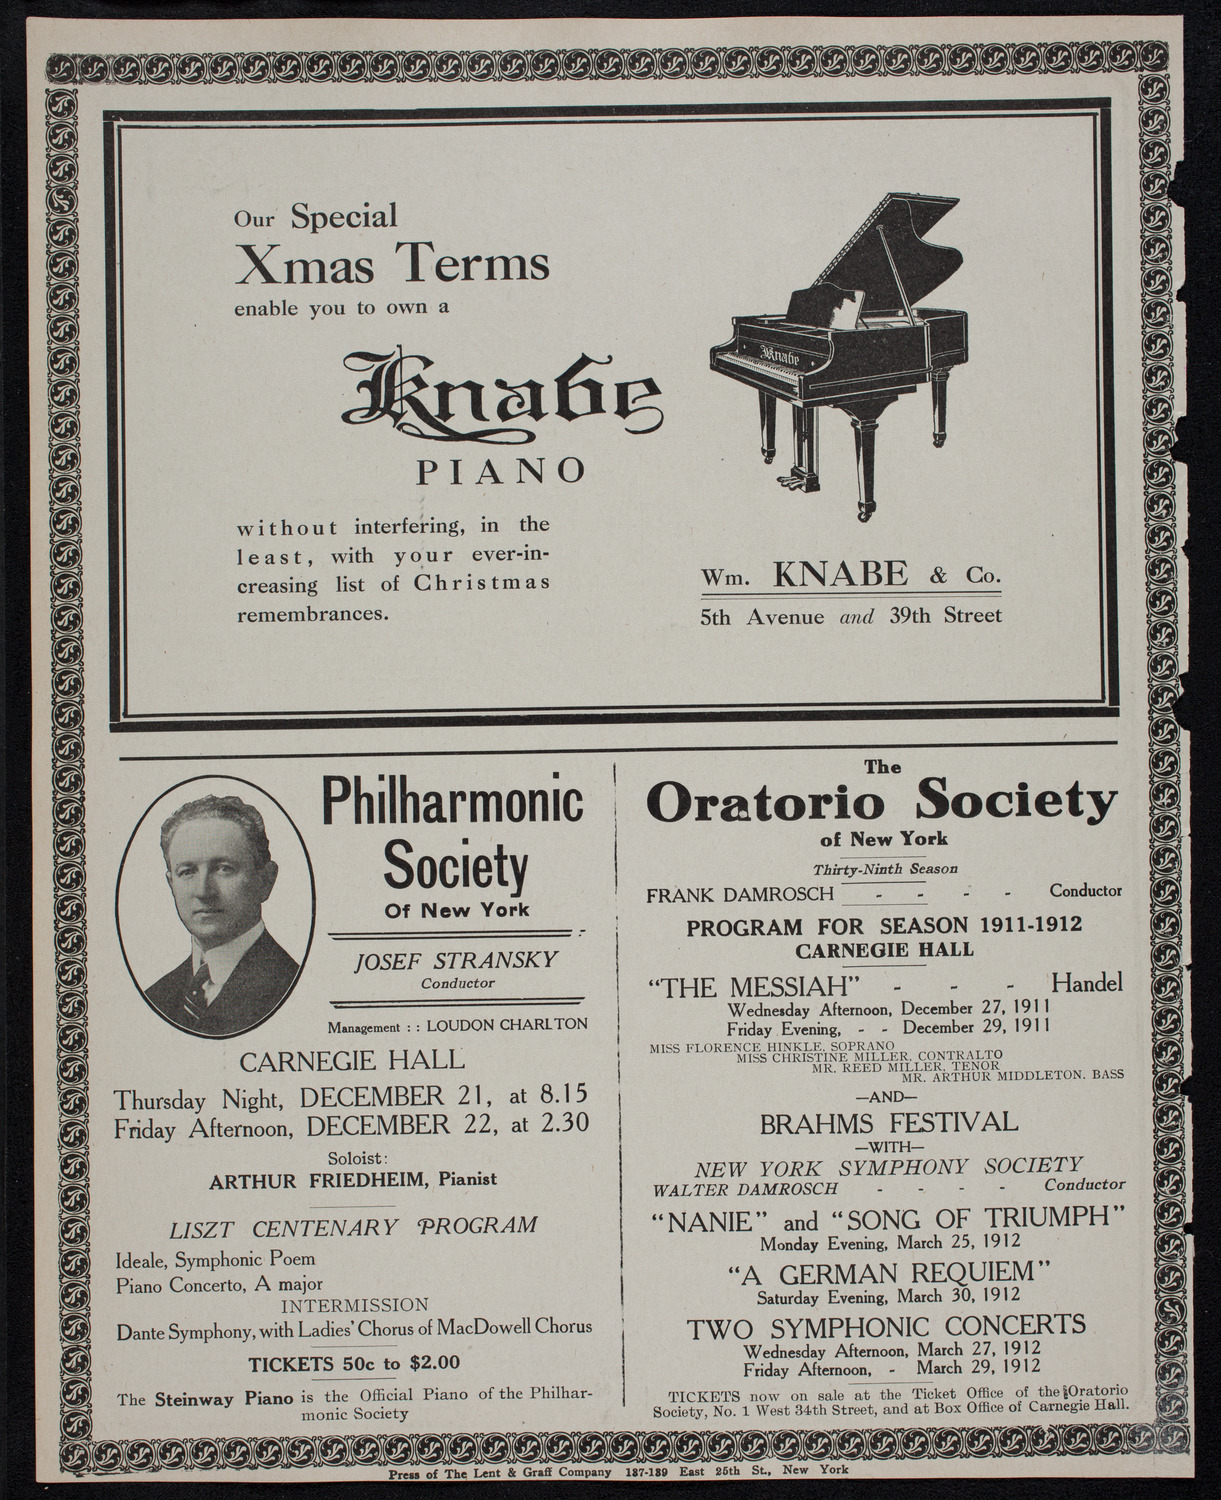 Our Special
Xmas Terms
enable you to own a
Knabe
PIANO
without interfering, in the
least, with your ever-in-
creasing list of Christmas
remembrances.
Knabe
Wm. KNABE & Co.
5th Avenue and 39th Street
Philharmonic
Society
Of New York
JOSEF STRANSKY
Conductor
Management : : LOUDON CHARLTON
CARNEGIE HALL
Thursday Night, DECEMBER 21, at 8.15
Friday Afternoon, DECEMBER 22, at 2.30
Soloist:
ARTHUR FRIEDHEIM, Pianist
LISZT CENTENARY PROGRAM
Ideale, Symphonic Poem
Piano Concerto, A major
INTERMISSION
Dante Symphony, with Ladies' Chorus of MacDowell Chorus
TICKETS 50c to $2.00
The Steinway Piano is the Official Piano of the Philhar-
monic Society
The
Oratorio Society
of New York
Thirty-Ninth Season
FRANK DAMROSCH - - - - Conductor
PROGRAM FOR SEASON 1911-1912
CARNEGIE HALL
"THE MESSIAH" - - - Handel
Wednesday Afternoon, December 27, 1911
Friday Evening, - - December 29, 1911
MISS FLORENCE HINKLE, SOPRANO
MISS CHRISTINE MILLER, CONTRALTO
MR. REED MILLER, TENOR
MR. ARTHUR MIDDLETON. BASS
—AND—
BRAHMS FESTIVAL
—WITH—
NEW YORK SYMPHONY SOCIETY
WALTER DAMROSCH - - - - Conductor
"NANIE" and "SONG OF TRIUMPH"
Monday Evening, March 25, 1912
"A GERMAN REQUIEM"
Saturday Evening, March 30, 1912
TWO SYMPHONIC CONCERTS
Wednesday Afternoon, March 27, 1912
Friday Afternoon, - March 29, 1912
TICKETS now on sale at the Ticket Office of the Oratorio
Society, No. 1 West 34th Street, and at Box Office of Carnegie Hall.
Press of The Lent & Graff Company 137-139 East 25th St., New York